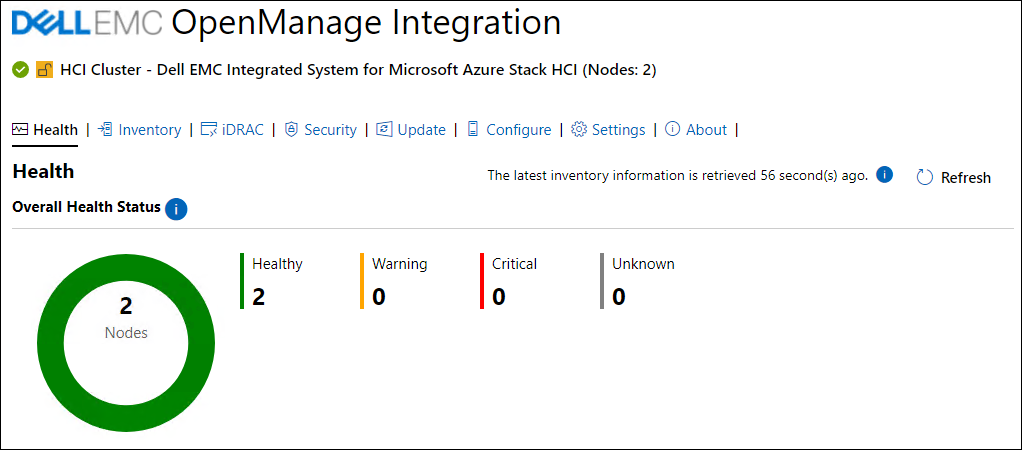 DELL EMC OpenManage Integration
HCI Cluster - Dell EMC Integrated System for Microsoft Azure Stack HCI (Nodes: 2)
Health | Inventory | iDRAC | Security | Update | Configure | Settings | About |
Health
The latest inventory information is retrieved 56 second(s) ago. i Refresh
Overall Health Status i
Healthy Warning Critical Unknown
2 0 0 0
2
Nodes